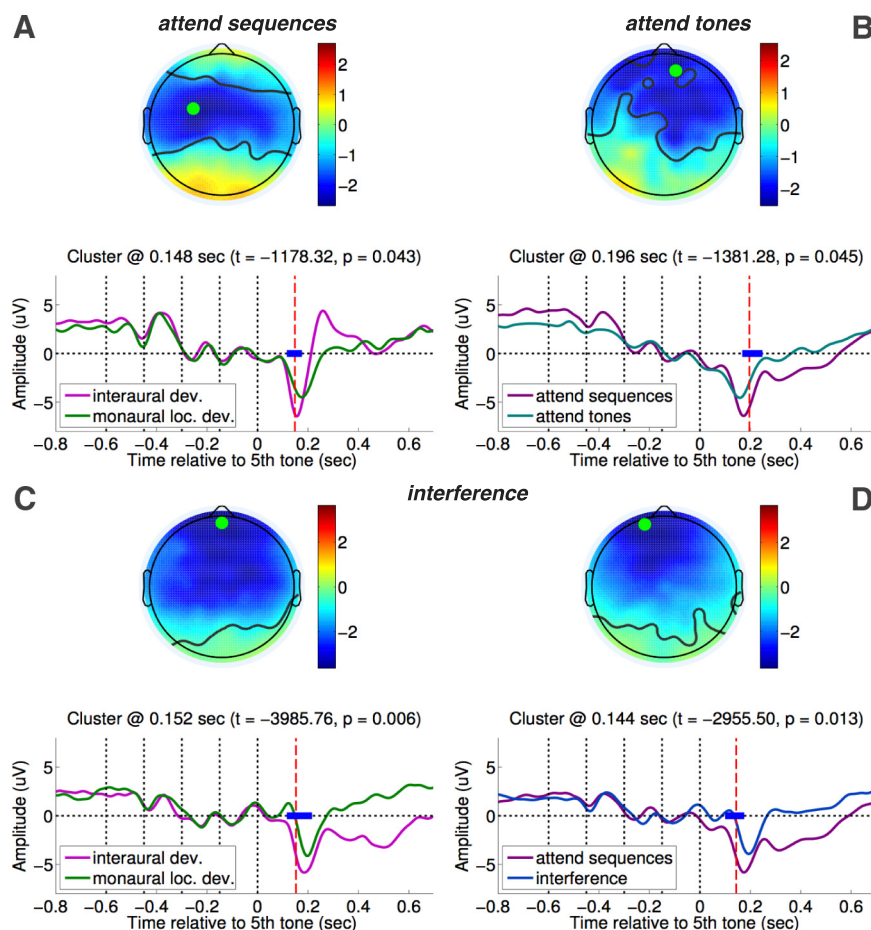 A
attend sequences
2
1
0
−1
−2
Cluster @ 0.148 sec (t = −1178.32, p = 0.043)
Amplitude (uV)
5
0
−5
interaural dev.
monaural loc. dev.
−0.8 −0.6 −0.4 −0.2 0 0.2 0.4 0.6
Time relative to 5th tone (sec)
attend tones
B
2
1
0
−1
−2
Cluster @ 0.196 sec (t = −1381.28, p = 0.045)
Amplitude (uV)
5
0
−5
attend sequences
attend tones
−0.8 −0.6 −0.4 −0.2 0 0.2 0.4 0.6
Time relative to 5th tone (sec)
C
interference
2
0
−2
Cluster @ 0.152 sec (t = −3985.76, p = 0.006)
Amplitude (uV)
5
0
−5
interaural dev.
monaural loc. dev.
−0.8 −0.6 −0.4 −0.2 0 0.2 0.4 0.6
Time relative to 5th tone (sec)
D
2
0
−2
Cluster @ 0.144 sec (t = −2955.50, p = 0.013)
Amplitude (uV)
5
0
−5
attend sequences
interference
−0.8 −0.6 −0.4 −0.2 0 0.2 0.4 0.6
Time relative to 5th tone (sec)